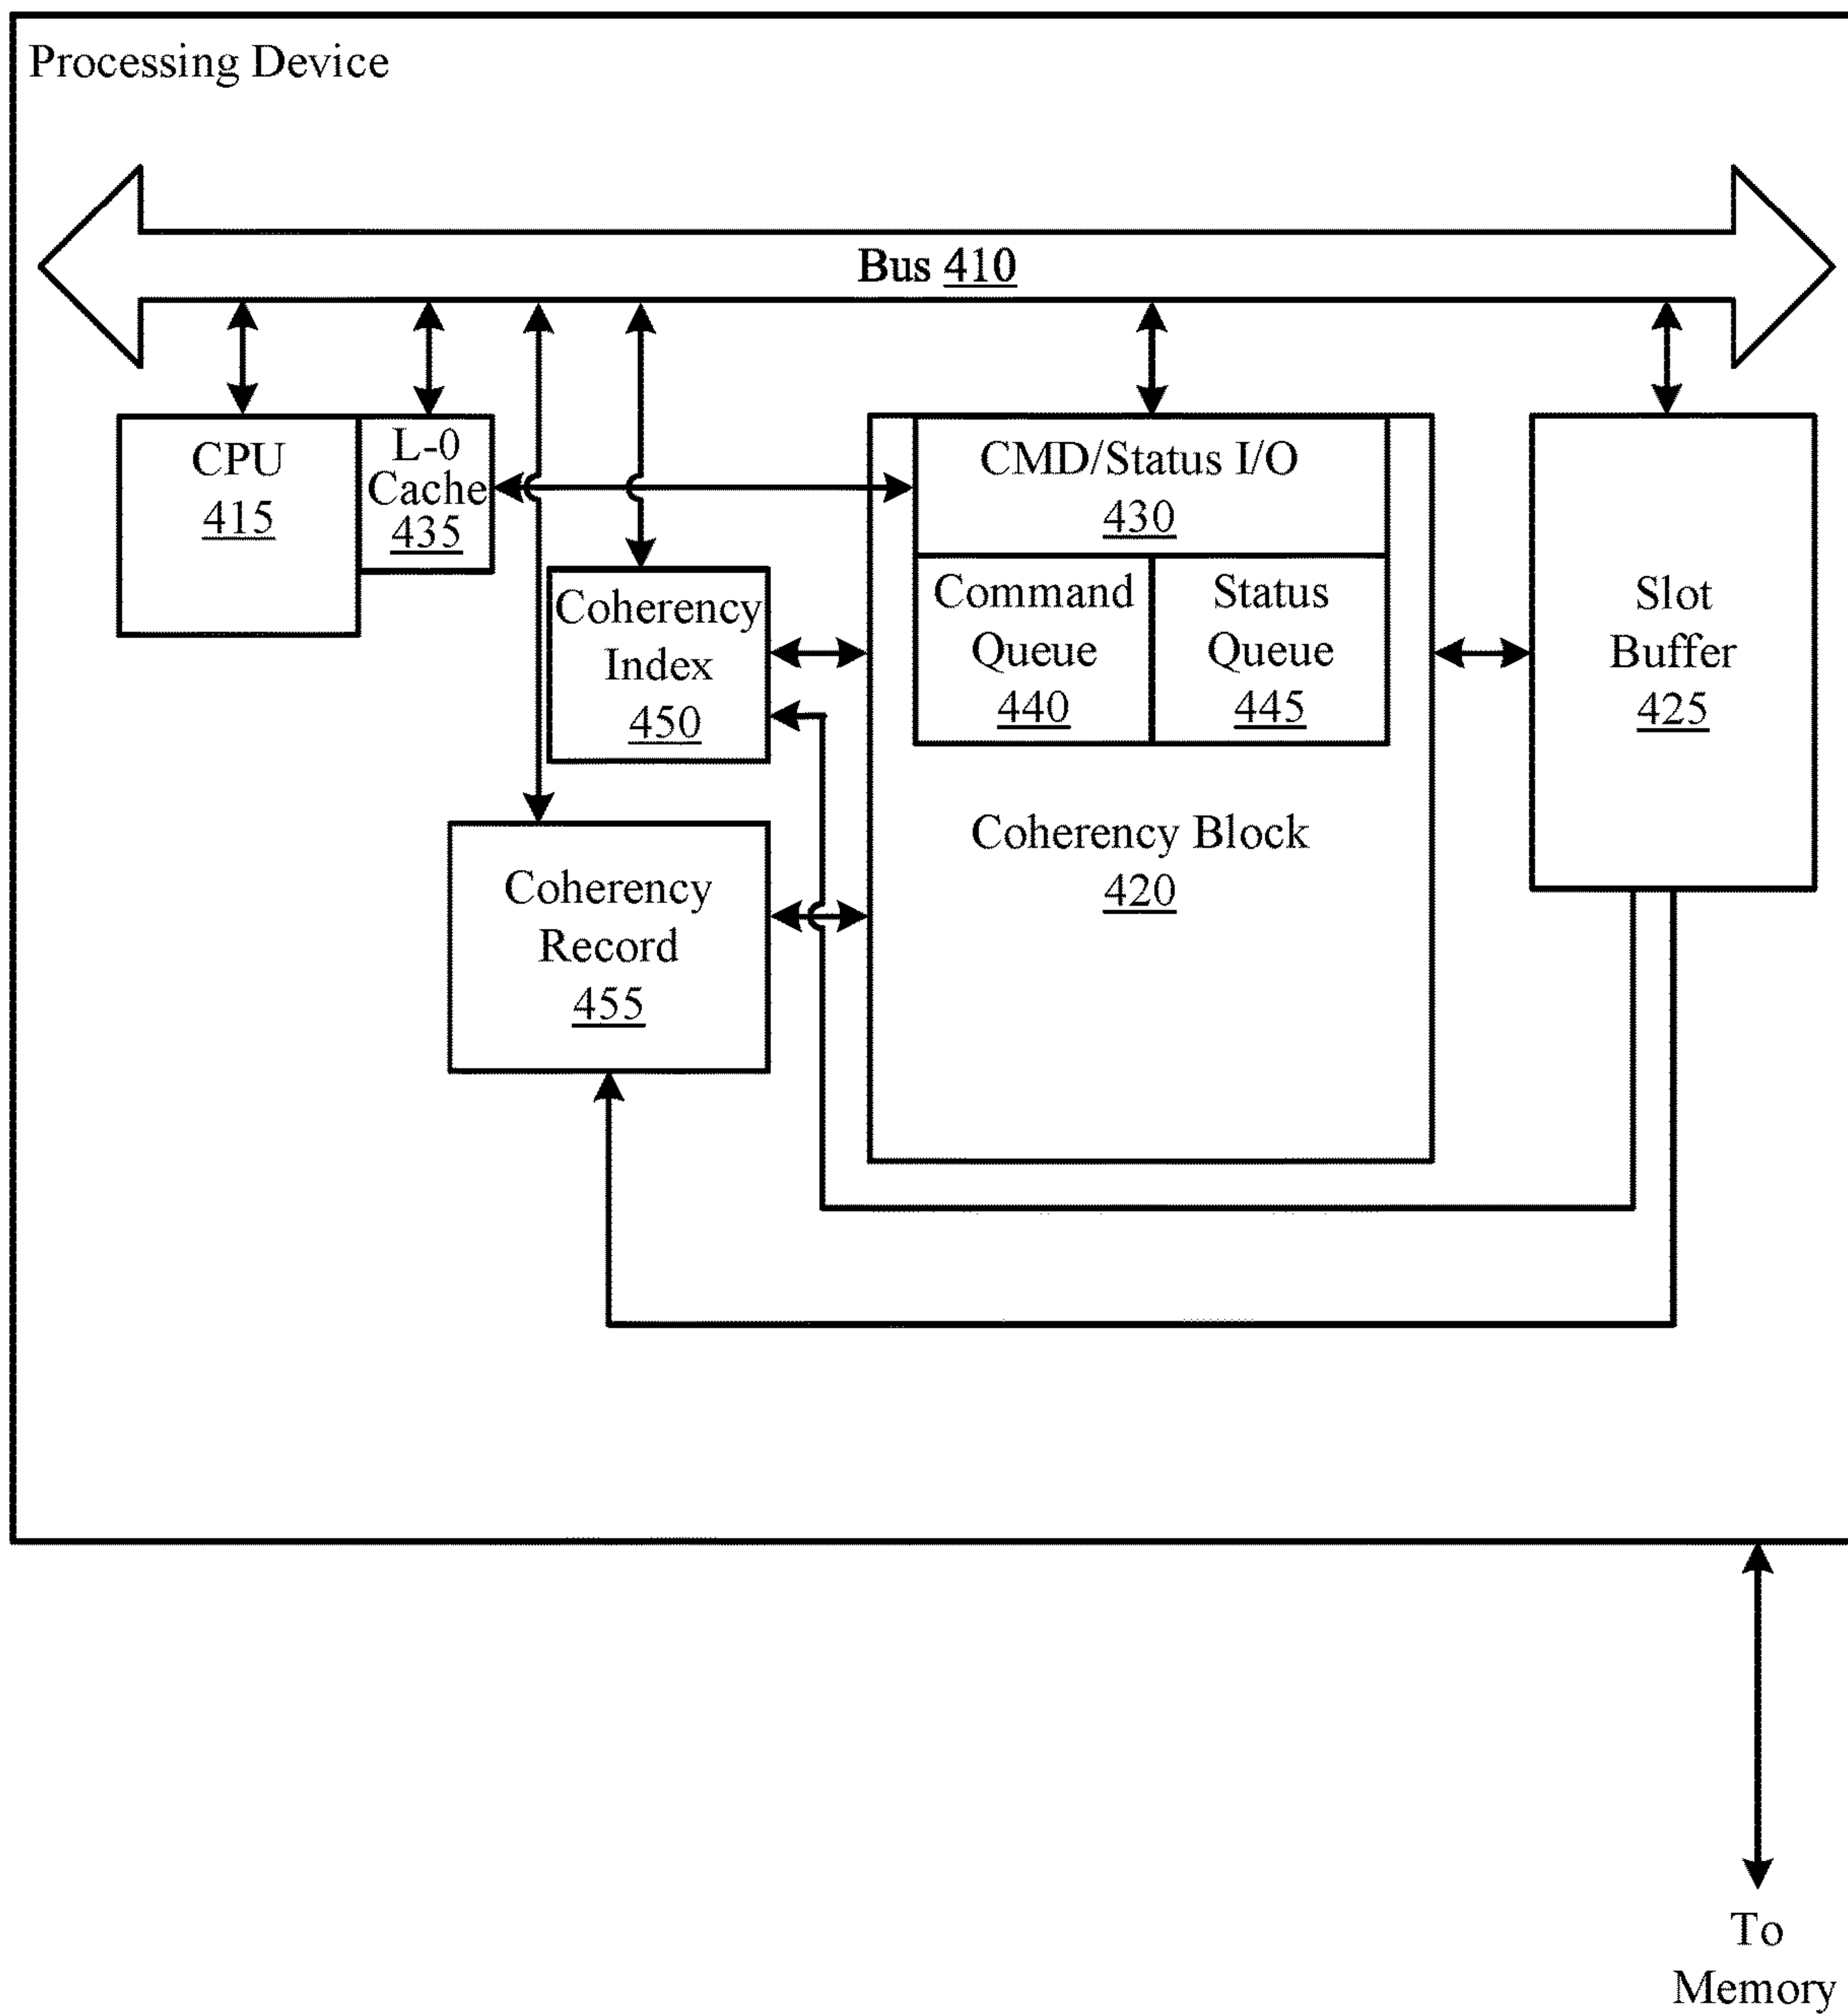 Processing Device
Bus 410
CPU
415
L-0
Cache
435
CMD/Status I/O
430
Command
Queue
440
Status
Queue
445
Coherency
Index
450
Slot
Buffer
425
Coherency Block
420
Coherency
Record
455
To
Memory